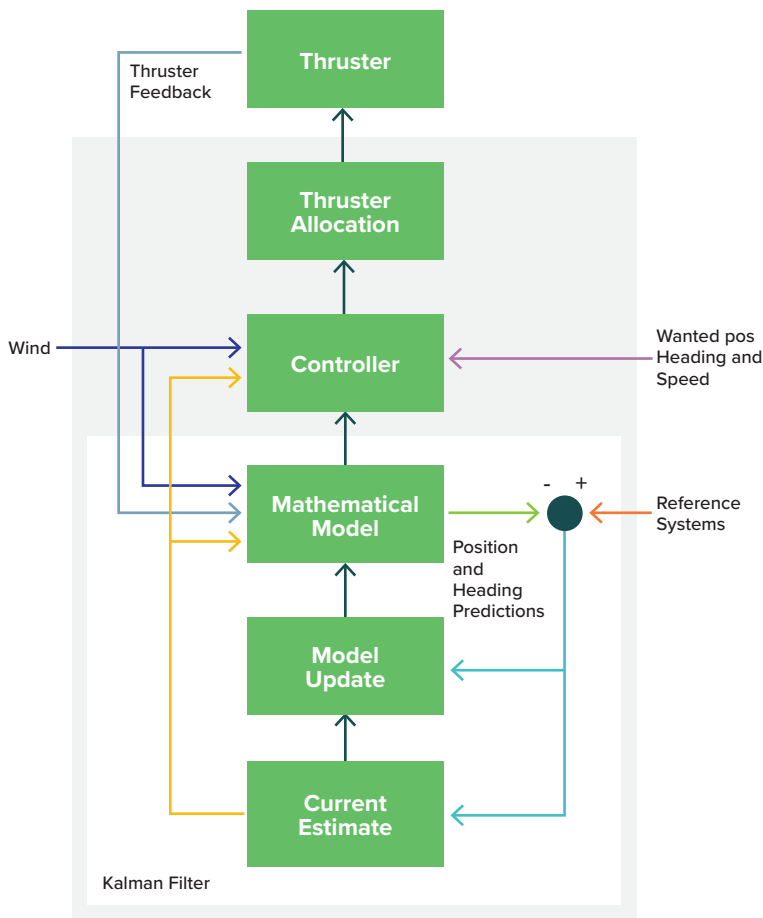 Thruster
Thruster
Feedback
Thruster
Allocation
Wind
Controller
Wanted pos
Heading and
Speed
Mathematical
Model
- +
Reference
Systems
Position
and
Heading
Predictions
Model
Update
Current
Estimate
Kalman Filter